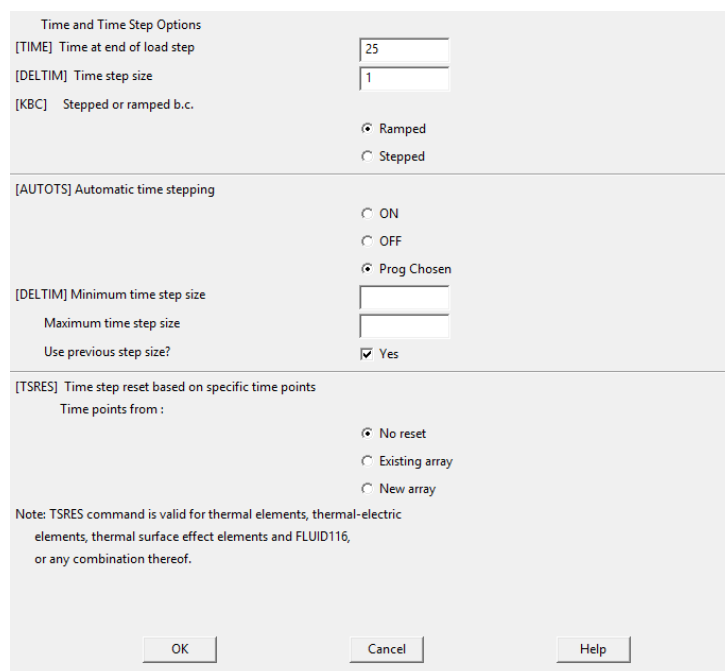 Time and Time Step Options
[TIME] Time at end of load step 25
[DELTIM] Time step size 1
[KBC] Stepped or ramped b.c.
Ramped
Stepped
[AUTOTS] Automatic time stepping
ON
OFF
Prog Chosen
[DELTIM] Minimum time step size
Maximum time step size
Use previous step size? Yes
[TSRES] Time step reset based on specific time points
Time points from :
No reset
Existing array
New array
Note: TSRES command is valid for thermal elements, thermal-electric
elements, thermal surface effect elements and FLUID116,
or any combination thereof.
OK Cancel Help